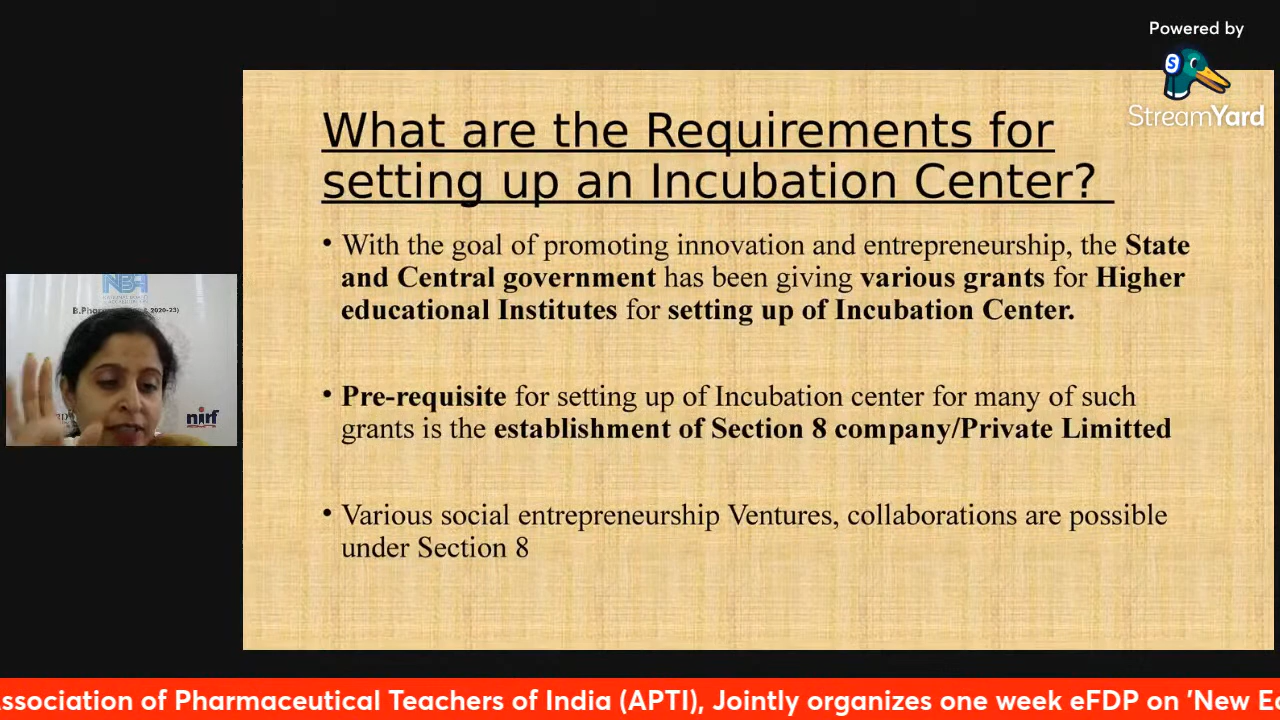 Powered by
StreamYard
What are the Requirements for
setting up an Incubation Center?
• With the goal of promoting innovation and entrepreneurship, the State
and Central government has been giving various grants for Higher
educational Institutes for setting up of Incubation Center.
• Pre-requisite for setting up of Incubation center for many of such
grants is the establishment of Section 8 company/Private Limitted
• Various social entrepreneurship Ventures, collaborations are possible
under Section 8
NBA
nirf
ssociation of Pharmaceutical Teachers of India (APTI), Jointly organizes one week eFDP on 'New E